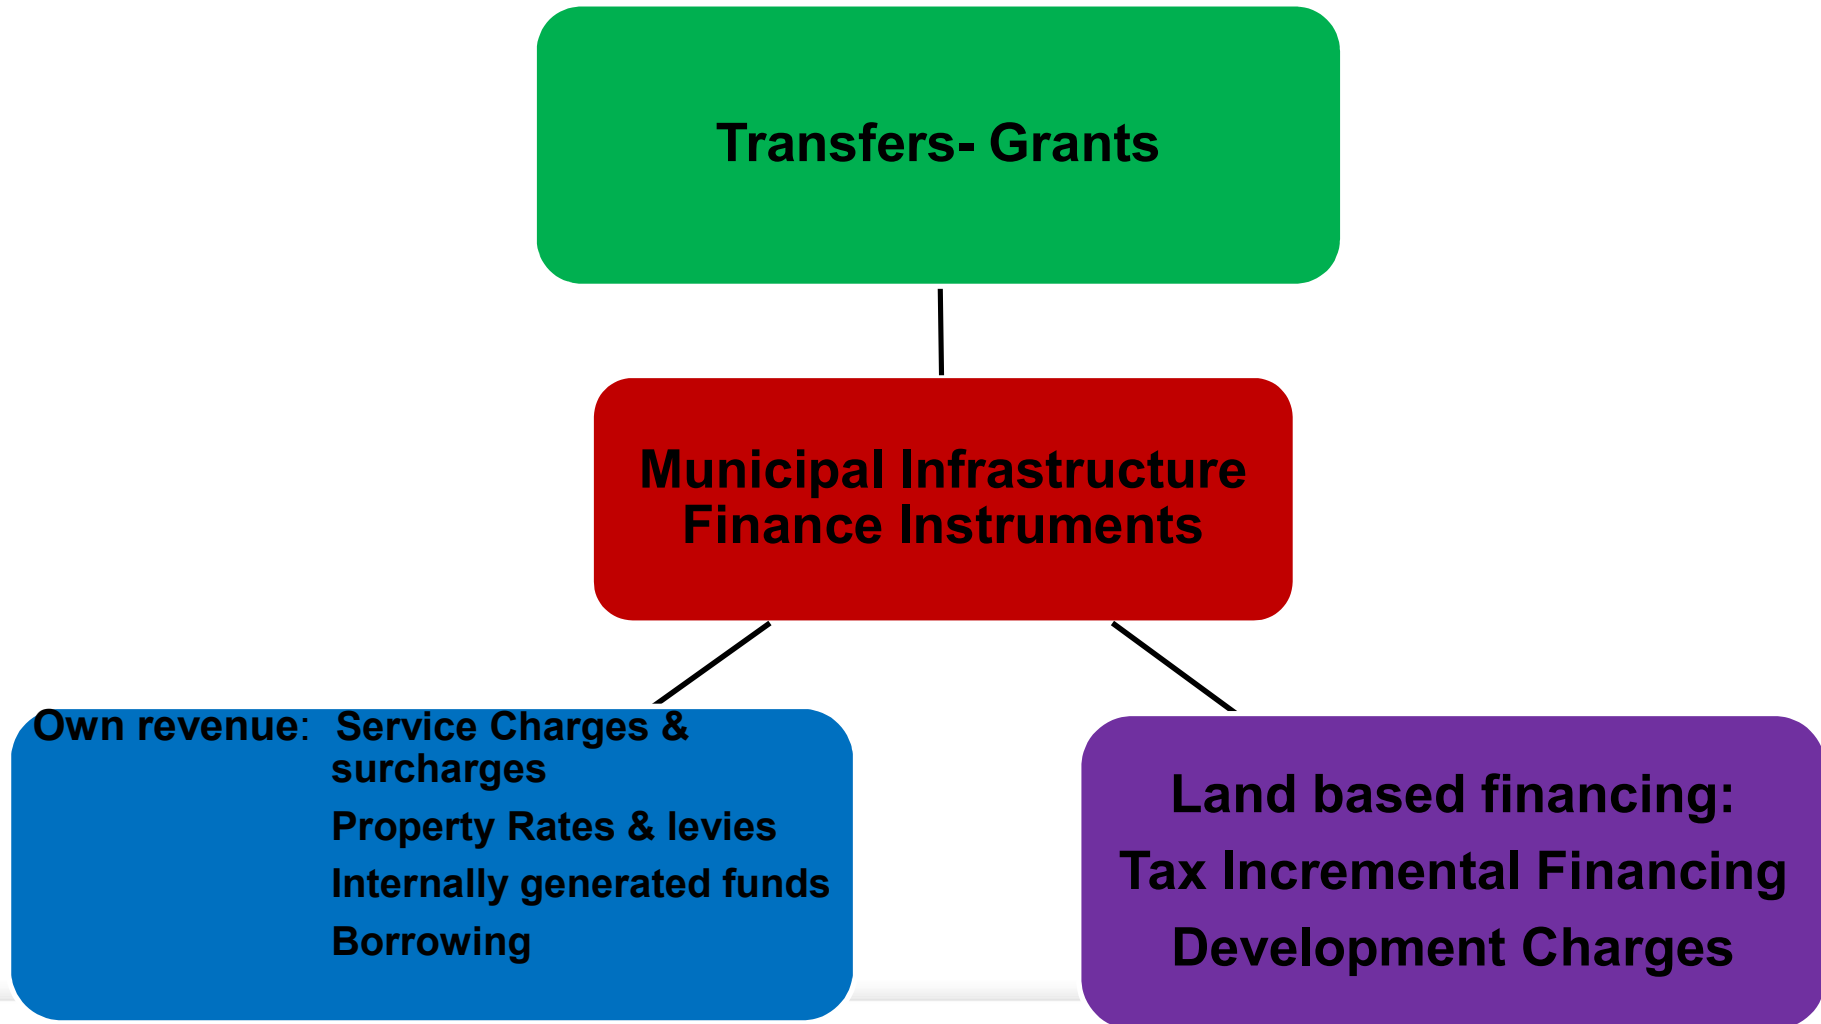 Transfers- Grants
Municipal Infrastructure
Finance Instruments
Own revenue: Service Charges &
surcharges
Property Rates & levies
Internally generated funds
Borrowing
Land based financing:
Tax Incremental Financing
Development Charges